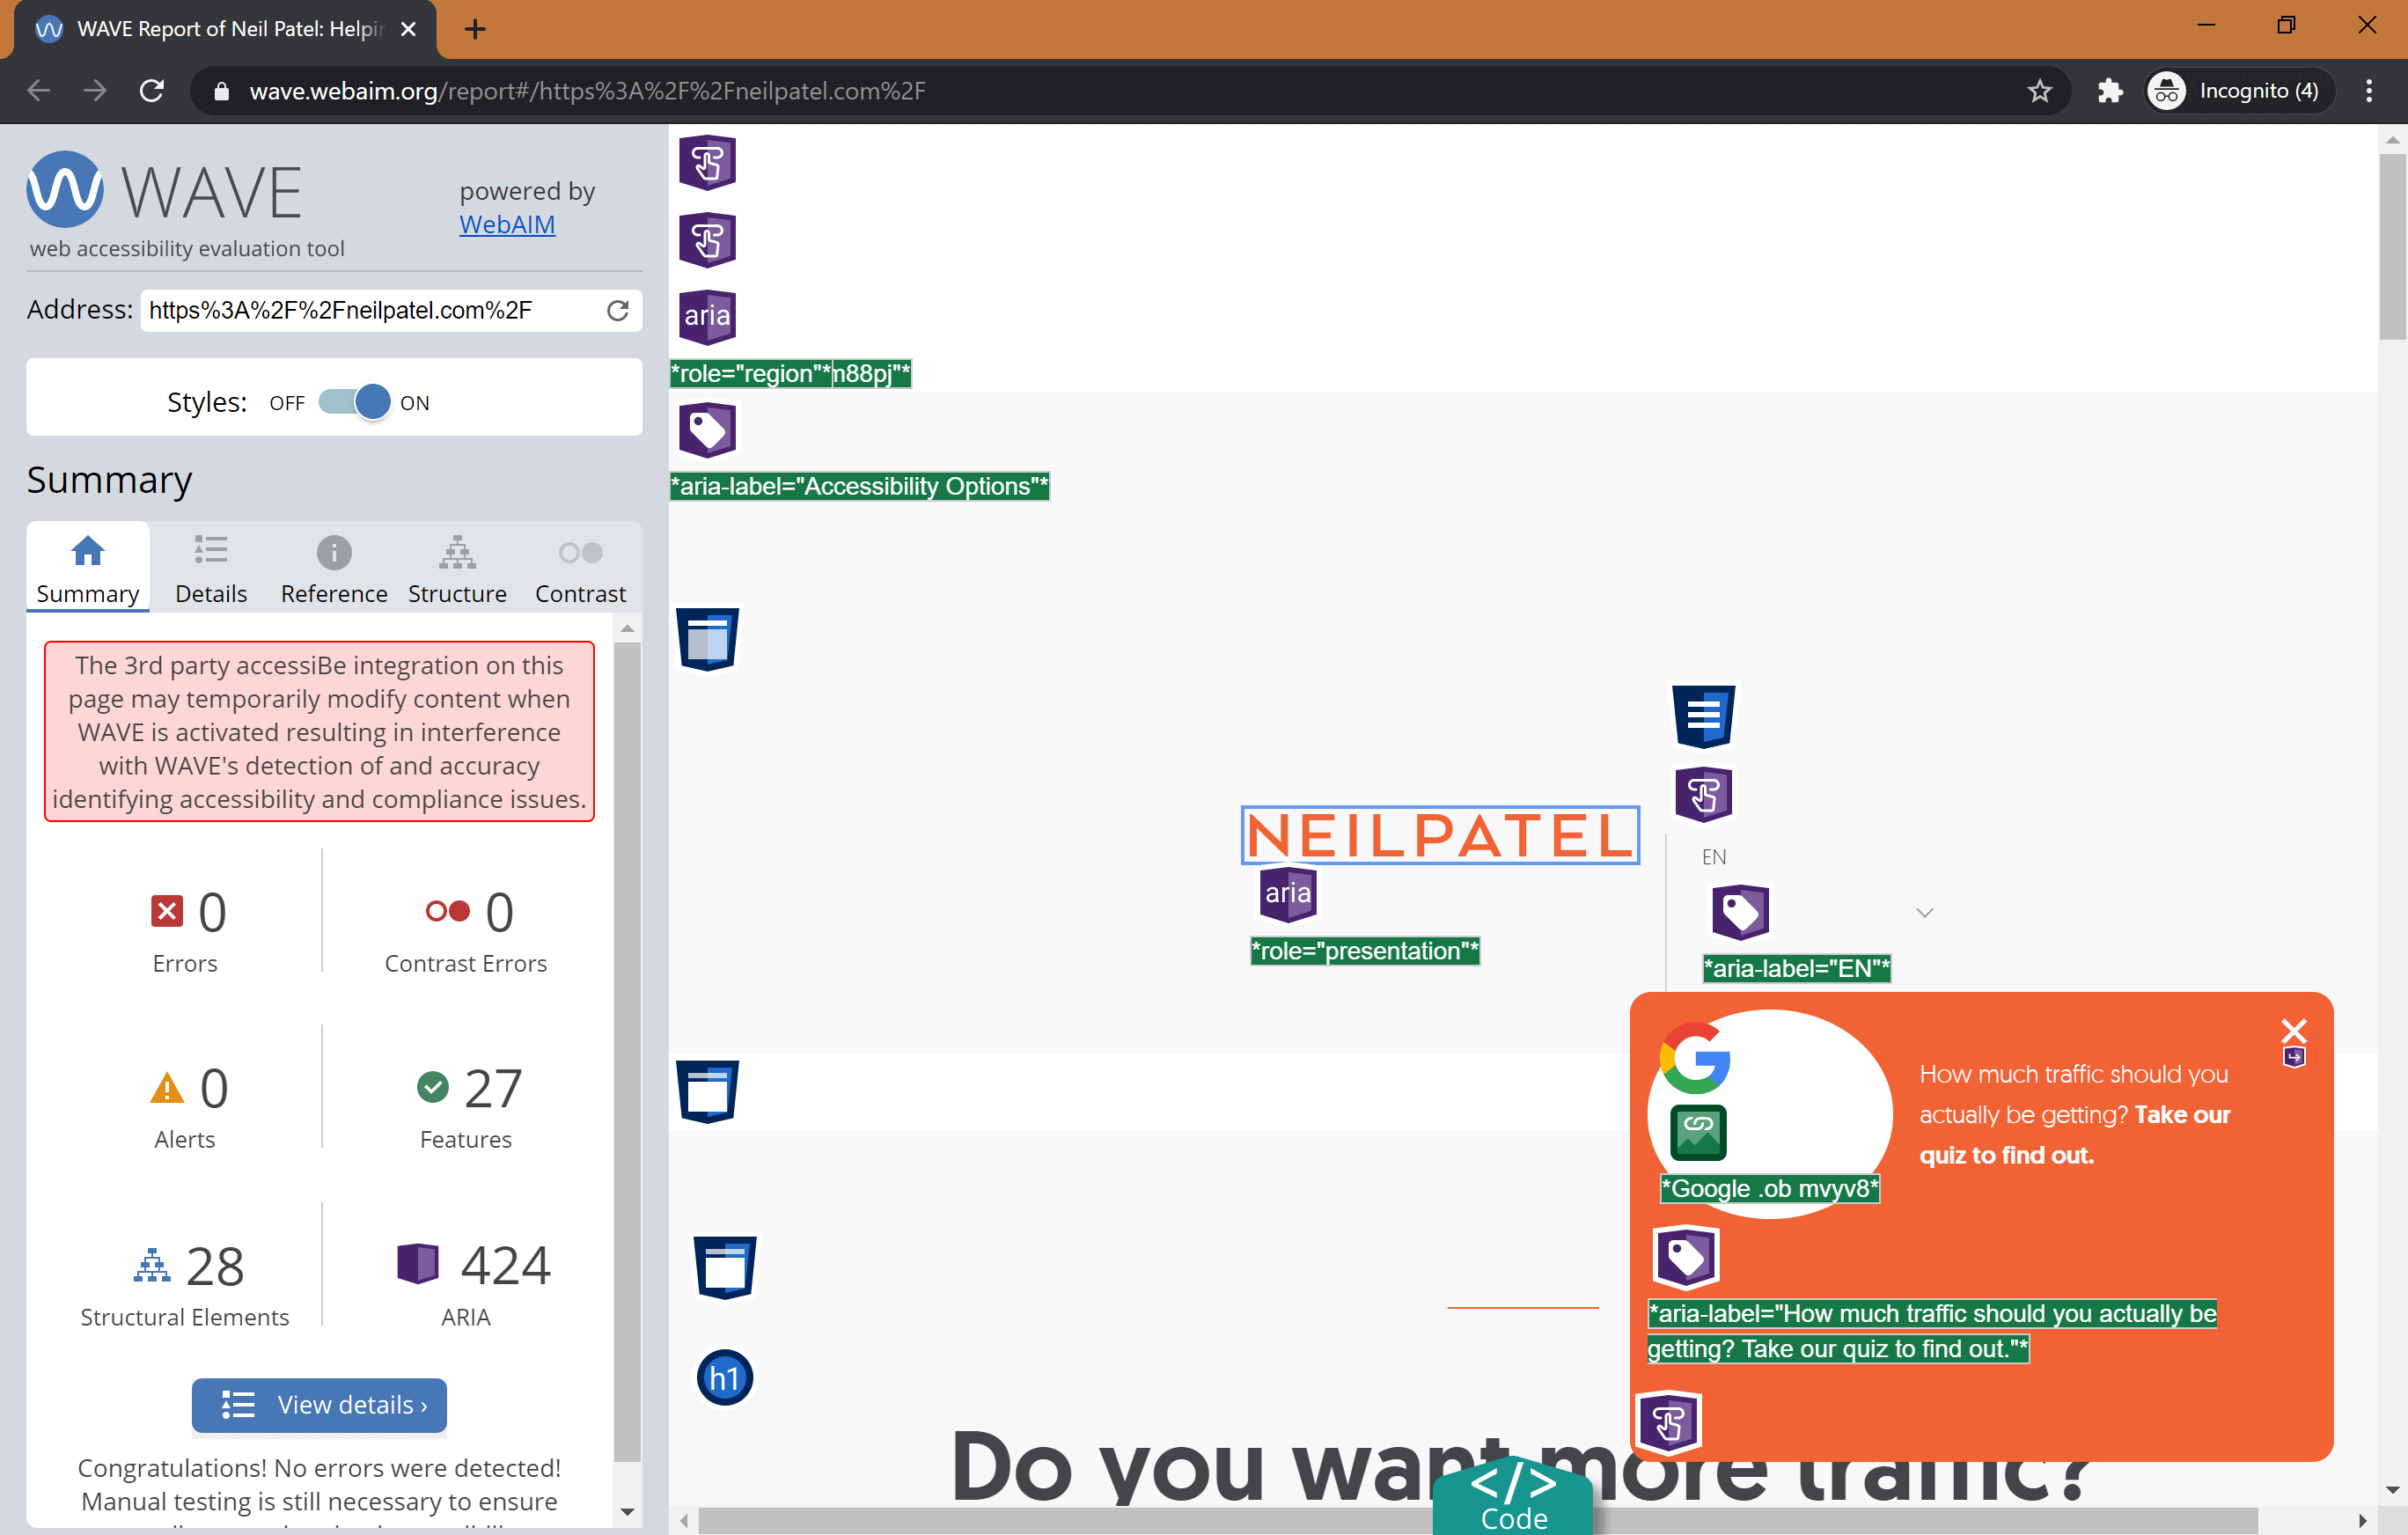 WAVE Report of Neil Patel: Helpin
wave.webaim.org/report#/https%3A%2F%2Fneilpatel.com%2F
Incognito (4)
WAVE
powered by
WebAIM
web accessibility evaluation tool
Address: https%3A%2F%2Fneilpatel.com%2F
Styles: OFF ON
Summary
Summary Details Reference Structure Contrast
The 3rd party accessiBe integration on this
page may temporarily modify content when
WAVE is activated resulting in interference
with WAVE's detection of and accuracy
identifying accessibility and compliance issues.
0 0
Errors Contrast Errors
0 27
Alerts Features
28 424
Structural Elements ARIA
View details ›
Congratulations! No errors were detected!
Manual testing is still necessary to ensure
aria
*role="region"* m88pj"*
*aria-label="Accessibility Options"*
NEILPATEL
aria
*role="presentation"*
EN
*aria-label="EN"*
How much traffic should you
actually be getting? Take our
quiz to find out.
*Google .ob mvyv8*
*aria-label="How much traffic should you actually be
getting? Take our quiz to find out."*
h1
Do you want more traffic?
</>
Code